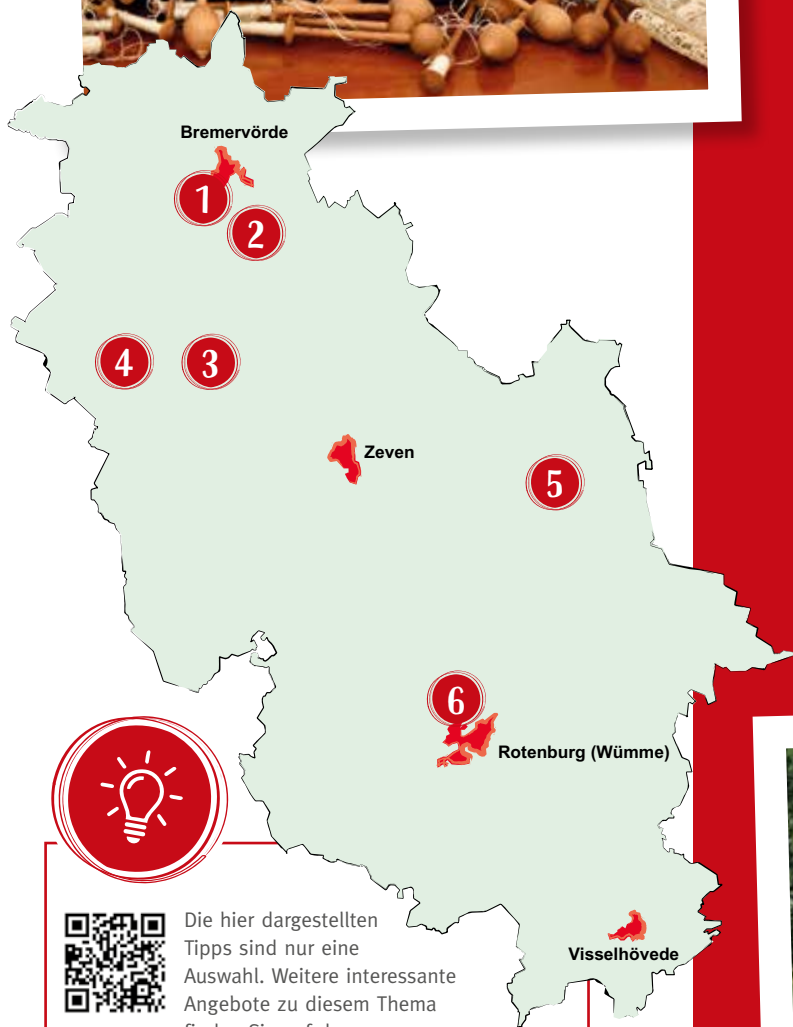 Bremervörde
1
2
4
3
Zeven
5
6
Rotenburg (Wümme)
Visselhövede
Die hier dargestellten
Tipps sind nur eine
Auswahl. Weitere interessante
Angebote zu diesem Thema